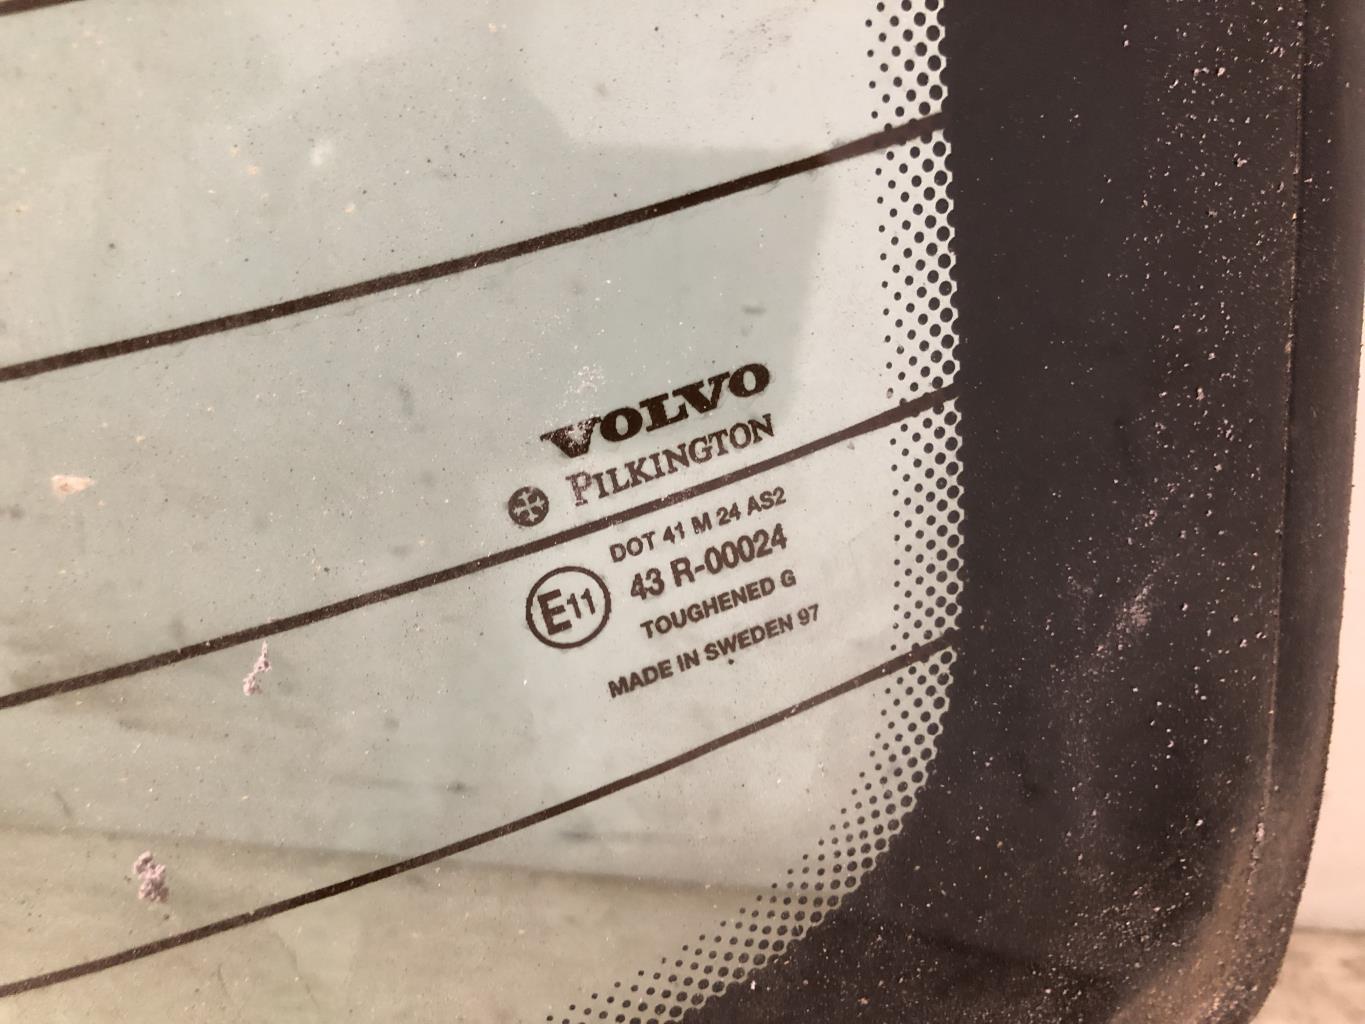 VOLVO
PILKINGTON
DOT 41 M 24 AS2
E11 43 R-00024
TOUGHENED G
MADE IN SWEDEN 97